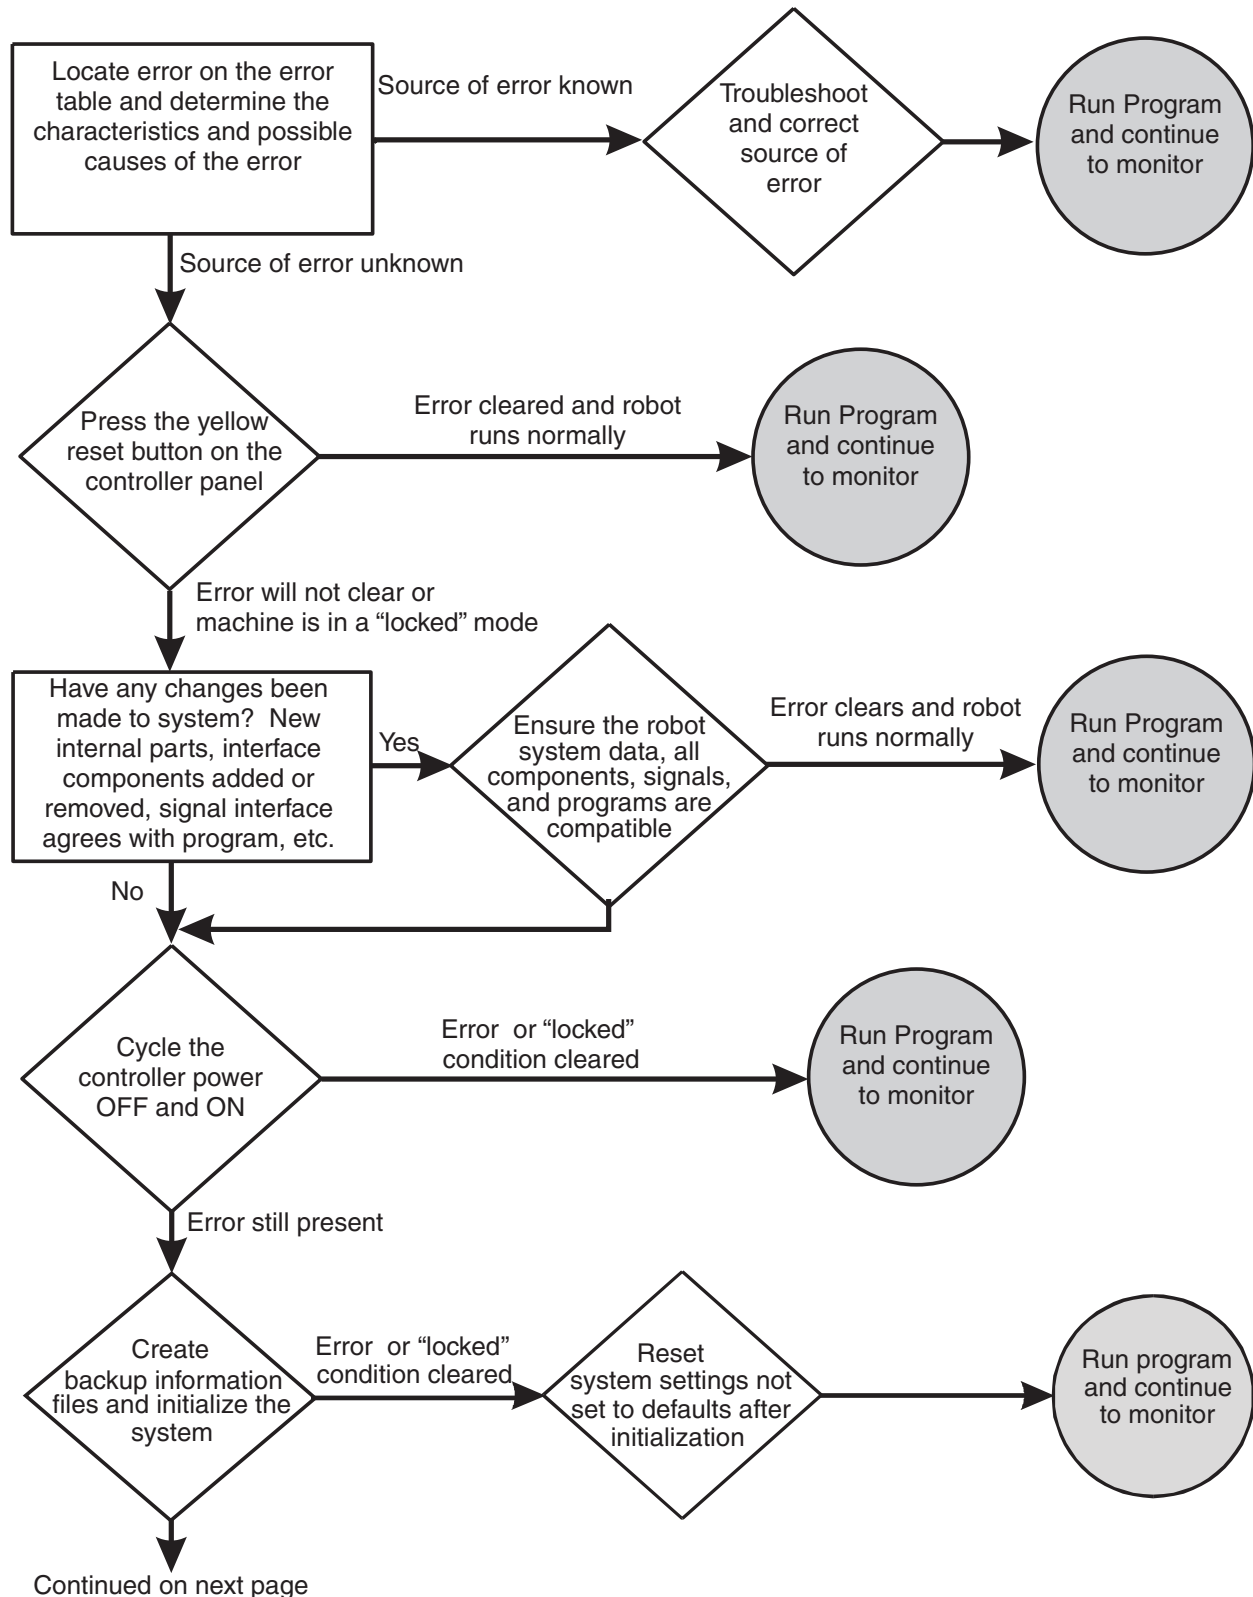 Locate error on the error
table and determine the
characteristics and possible
causes of the error
Source of error known
Troubleshoot
and correct
source of
error
Run Program
and continue
to monitor
Source of error unknown
Press the yellow
reset button on the
controller panel
Error cleared and robot
runs normally
Run Program
and continue
to monitor
Error will not clear or
machine is in a “locked” mode
Have any changes been
made to system?  New
internal parts, interface
components added or
removed, signal interface
agrees with program, etc.
Yes
Ensure the robot
system data, all
components, signals,
and programs are
compatible
Error clears and robot
runs normally
Run Program
and continue
to monitor
No
Cycle the
controller power
OFF and ON
Error  or “locked”
condition cleared
Run Program
and continue
to monitor
Error still present
Create
backup information
files and initialize the
system
Error  or “locked”
condition cleared
Reset
system settings not
set to defaults after
initialization
Run program
and continue
to monitor
Continued on next page